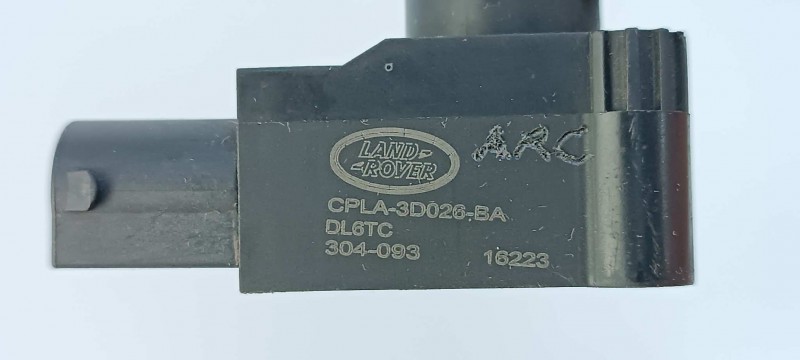 LAND-
-ROVER
ARC
CPLA-3D026-BA
DL6TC
304-093 16223